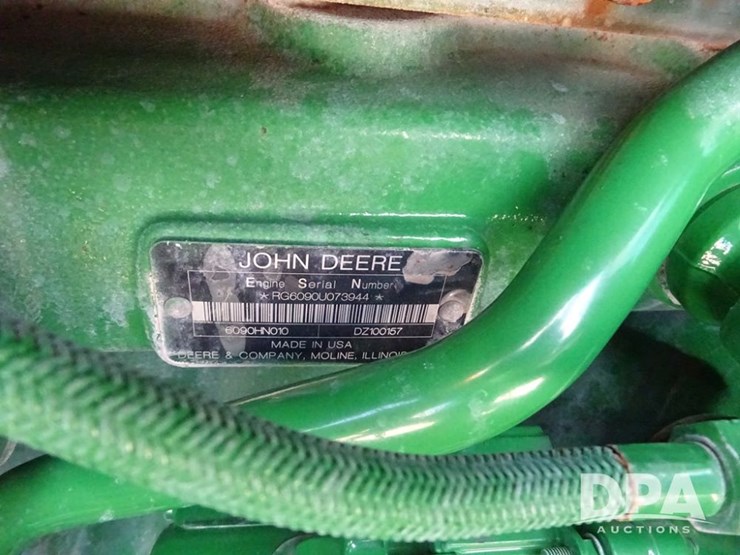 JOHN DEERE
Engine Serial Number
*RG6090U073944*
6090HN010 DZ100157
MADE IN USA
DEERE & COMPANY, MOLINE, ILLINOIS
DPA
AUCTIONS